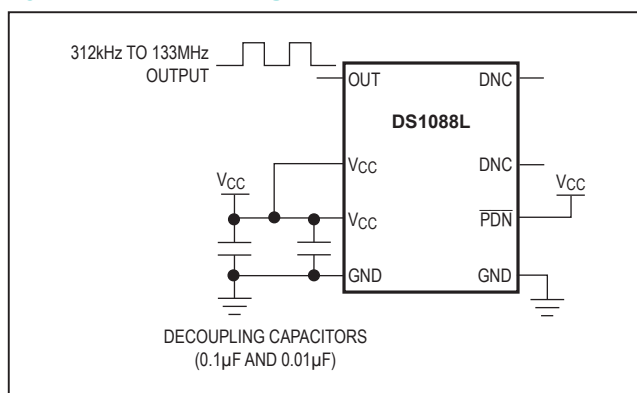 312kHz TO 133MHz
OUTPUT
OUT
DNC
DS1088L
VCC
DNC
VCC
VCC
VCC
PDN
GND
GND
DECOUPLING CAPACITORS
(0.1µF AND 0.01µF)